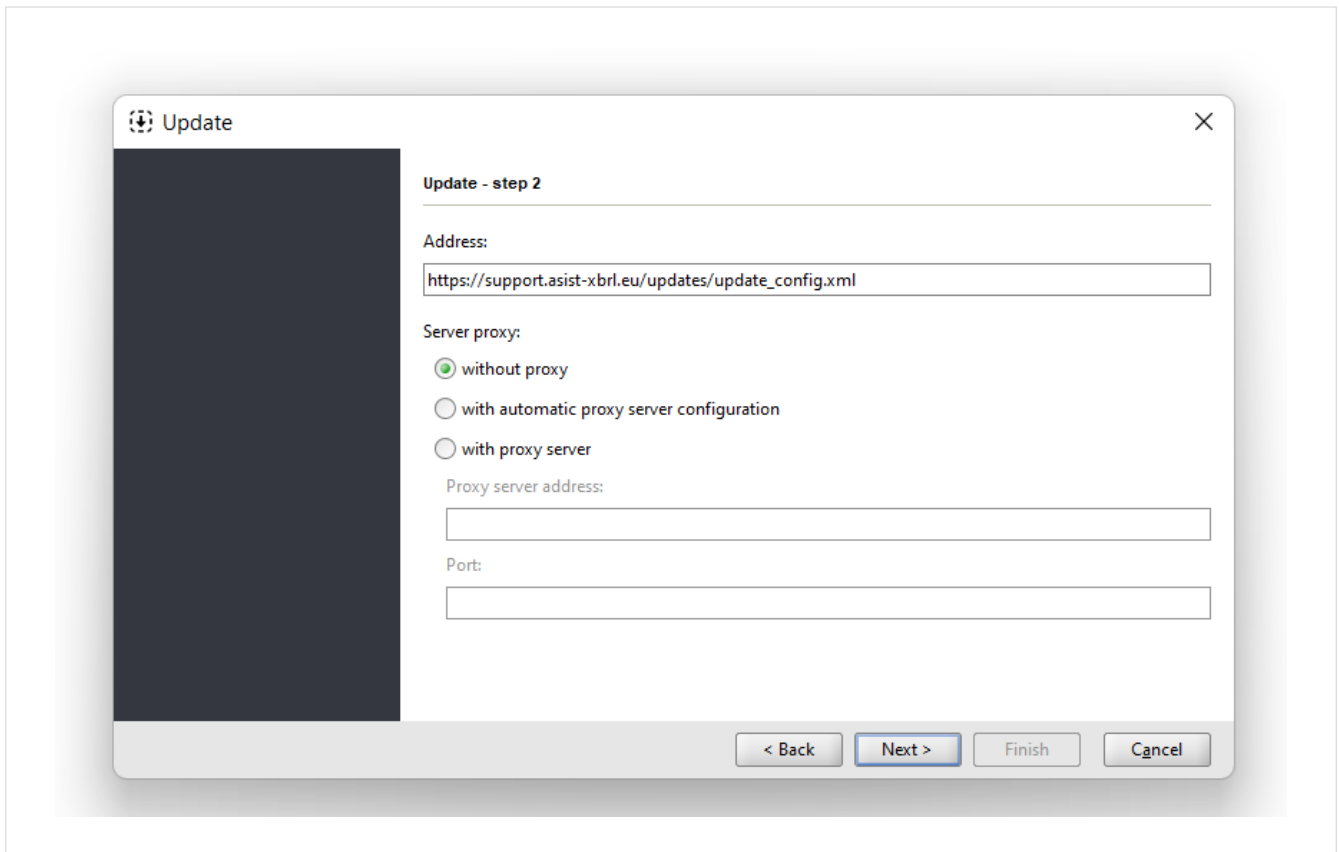 Update
Update - step 2
Address:
https://support.asist-xbrl.eu/updates/update_config.xml
Server proxy:
without proxy
with automatic proxy server configuration
with proxy server
Proxy server address:
Port:
< Back Next > Finish Cancel